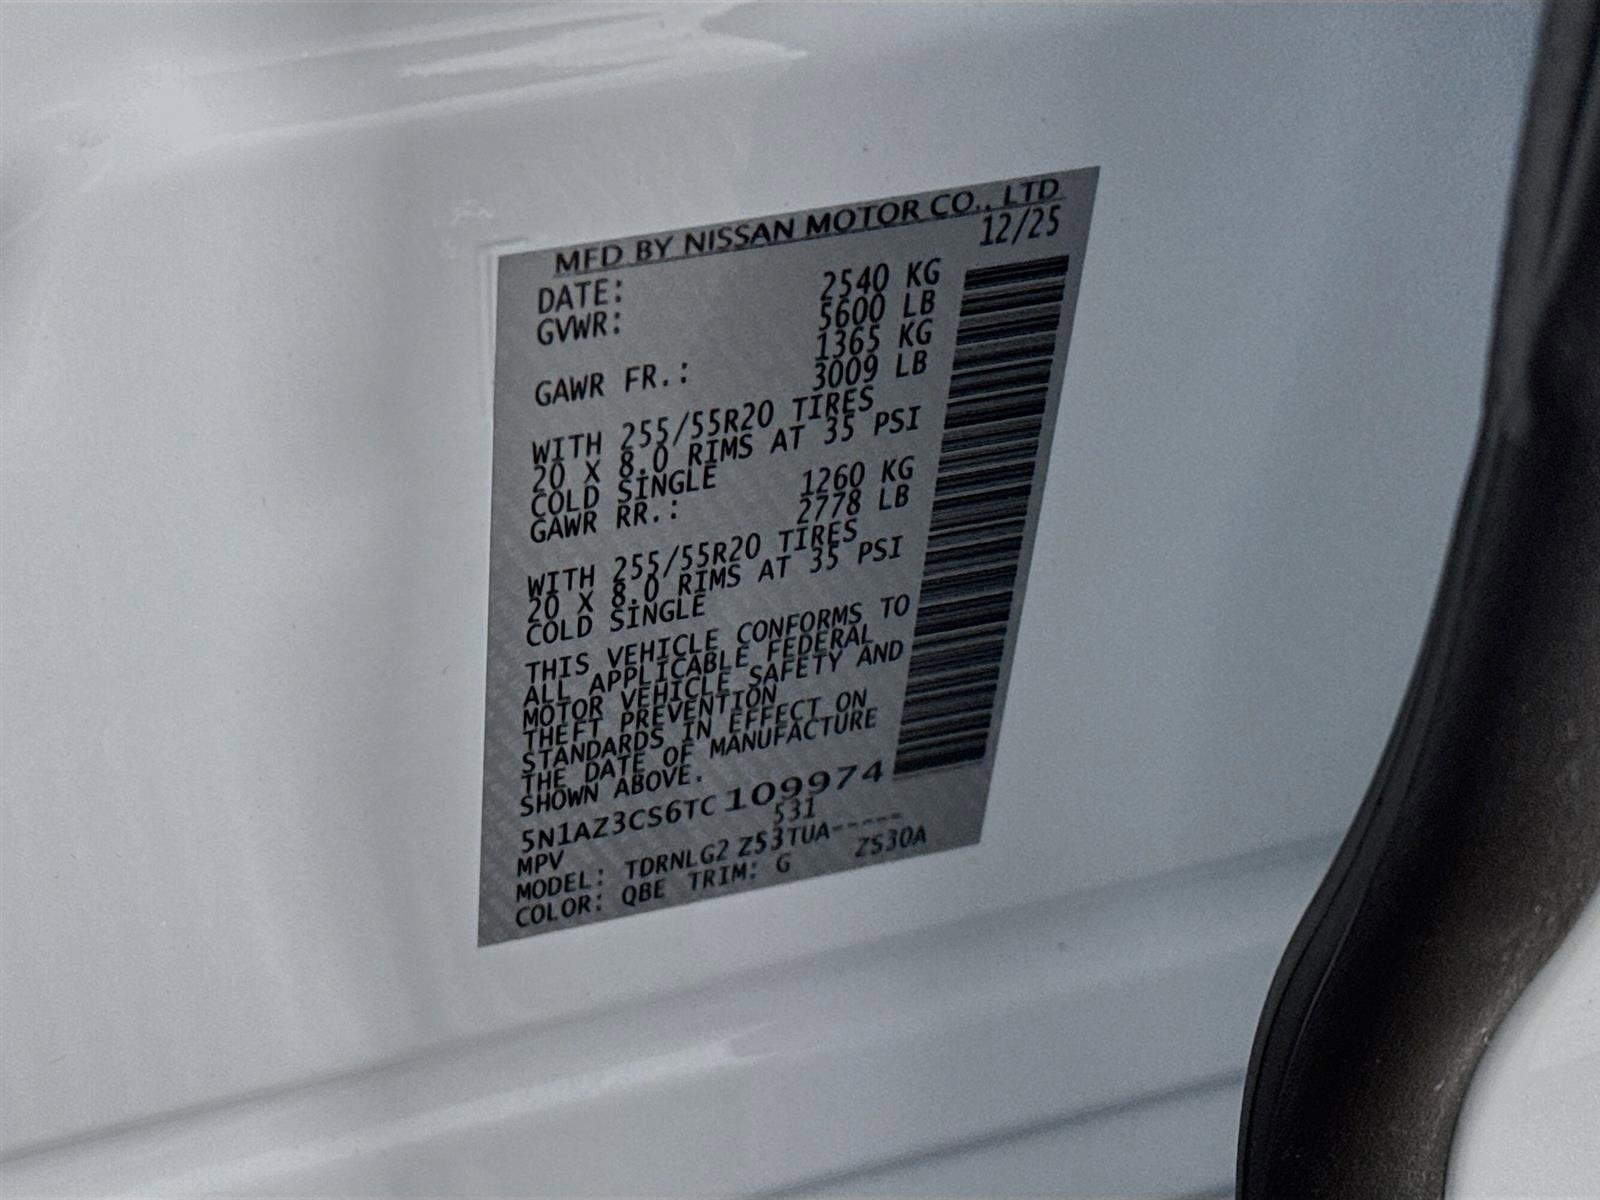 MFD BY NISSAN MOTOR CO., LTD.
DATE: 12/25
GVWR: 2540 KG
5600 LB
GAWR FR.: 1365 KG
3009 LB
WITH 255/55R20 TIRES
20 X 8.0 RIMS AT 35 PSI
COLD SINGLE
GAWR RR.: 1260 KG
2778 LB
WITH 255/55R20 TIRES
20 X 8.0 RIMS AT 35 PSI
COLD SINGLE
THIS VEHICLE CONFORMS TO
ALL APPLICABLE FEDERAL
MOTOR VEHICLE SAFETY AND
THEFT PREVENTION
STANDARDS IN EFFECT ON
THE DATE OF MANUFACTURE
SHOWN ABOVE.
5N1AZ3CS6TC109974
MPV 531
MODEL: TDRNLG2 Z53TUA-----
COLOR: QBE TRIM: G ZS30A